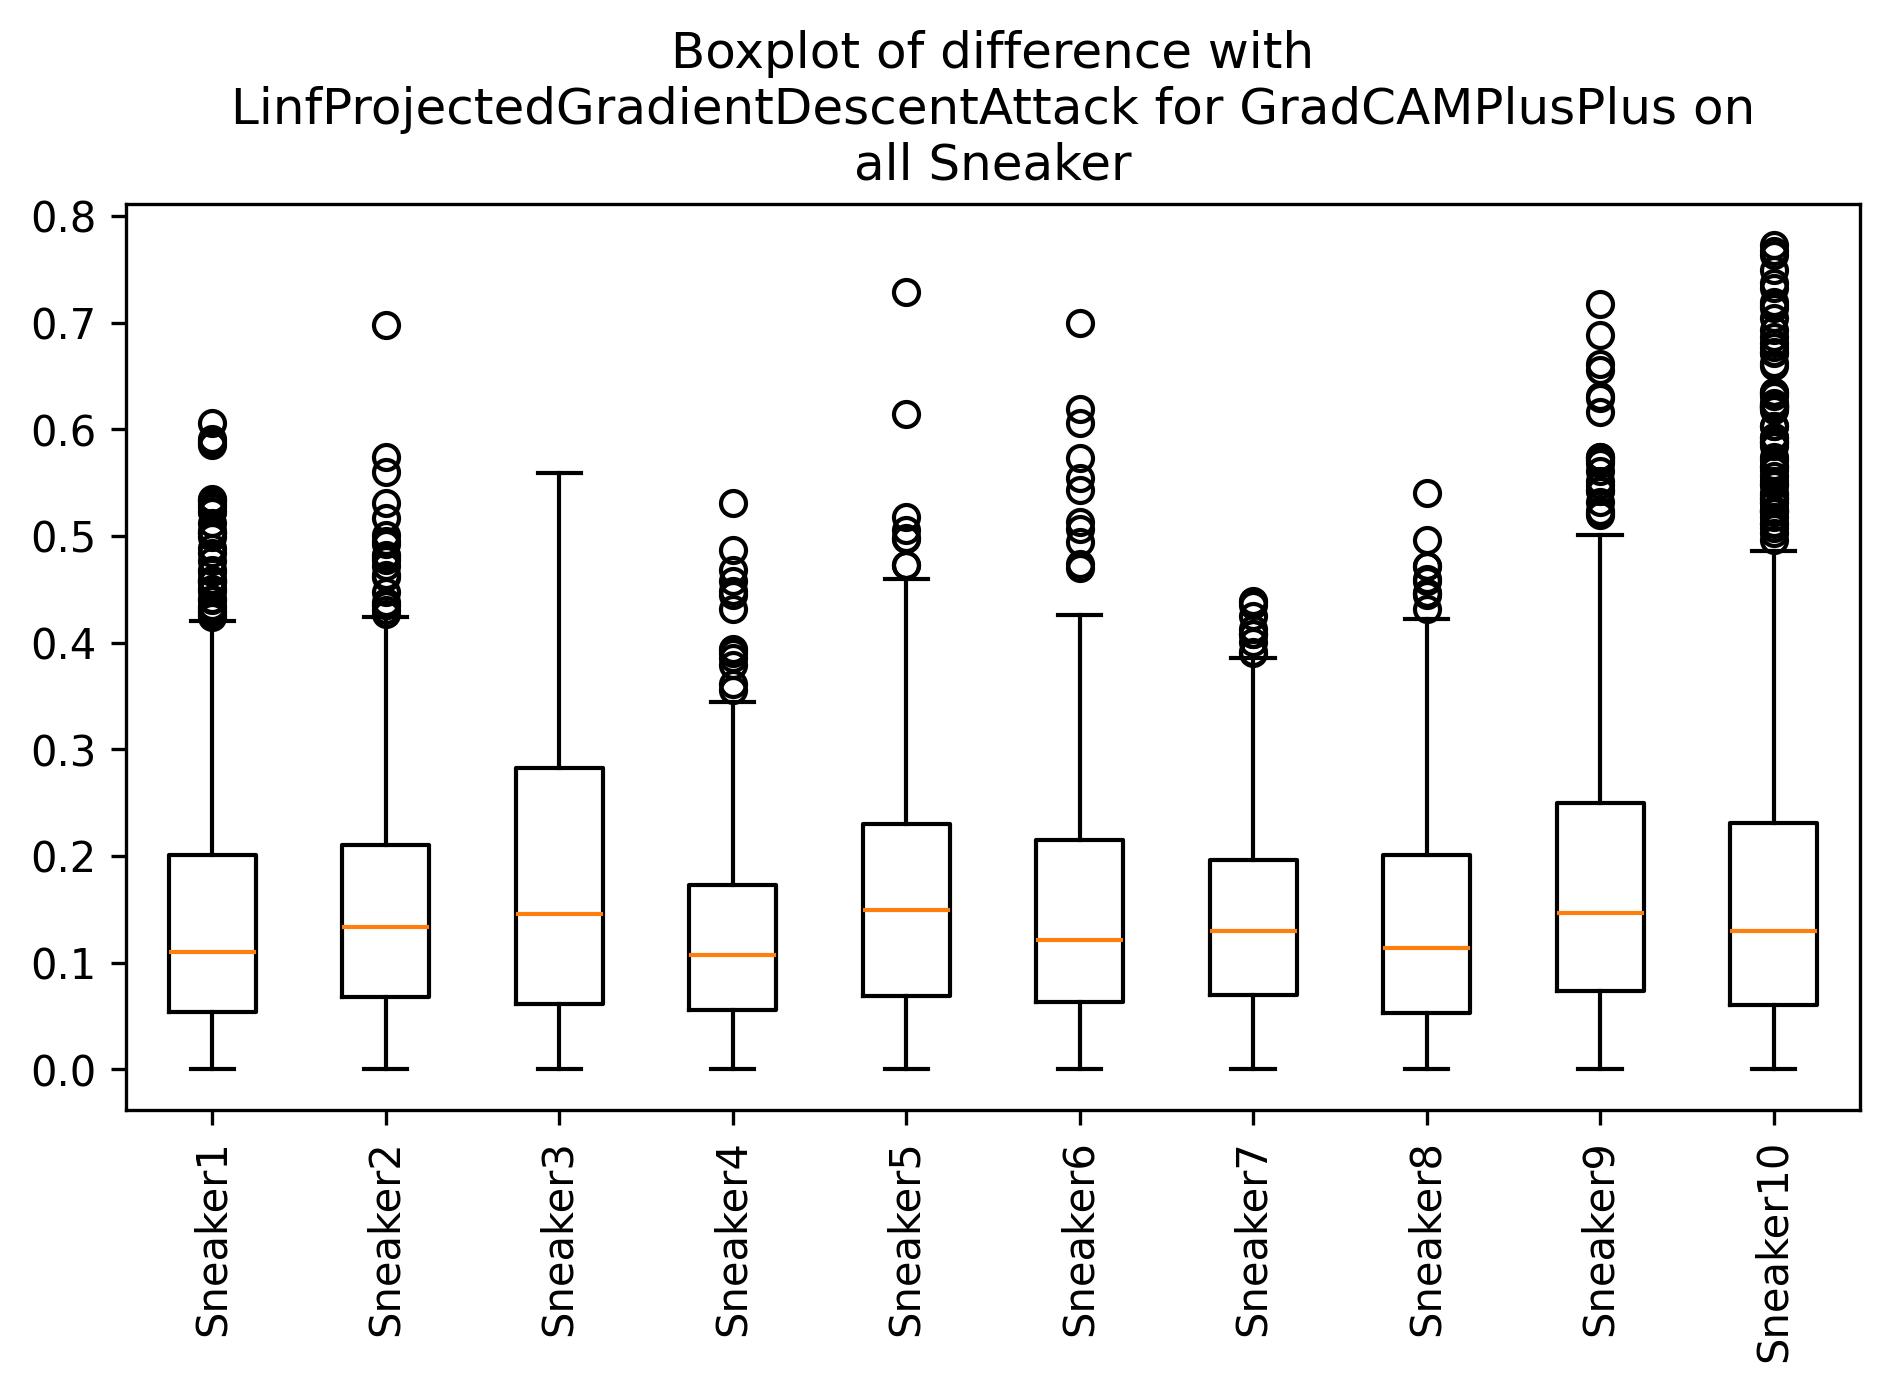 Boxplot of difference with
LinfProjectedGradientDescentAttack for GradCAMPlusPlus on
all Sneaker
0.8
0.7
0.6
0.5
0.4
0.3
0.2
0.1
0.0
Sneaker1
Sneaker2
Sneaker3
Sneaker4
Sneaker5
Sneaker6
Sneaker7
Sneaker8
Sneaker9
Sneaker10